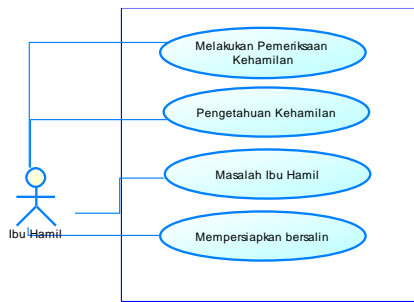 Melakukan Pemeriksaan
Kehamilan
Pengetahuan Kehamilan
Masalah Ibu Hamil
Ibu Hamil
Mempersiapkan bersalin